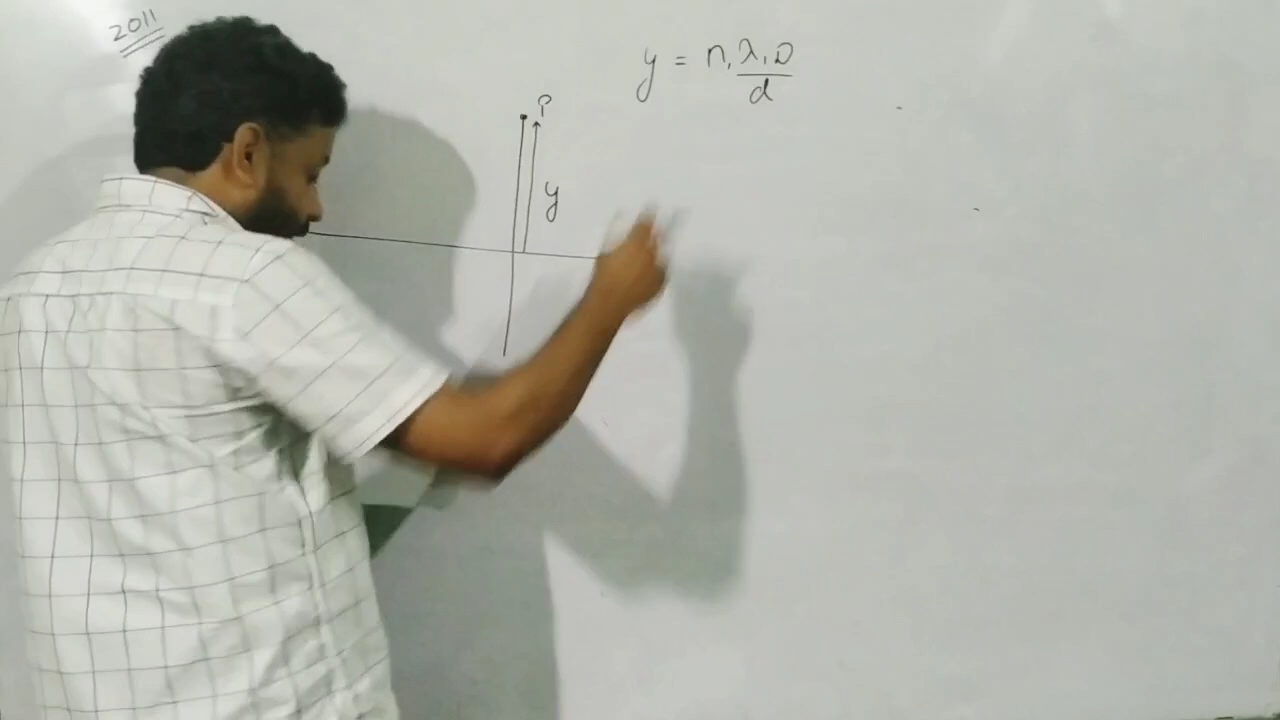 2011
y = n₁λ₁D
d
P
y